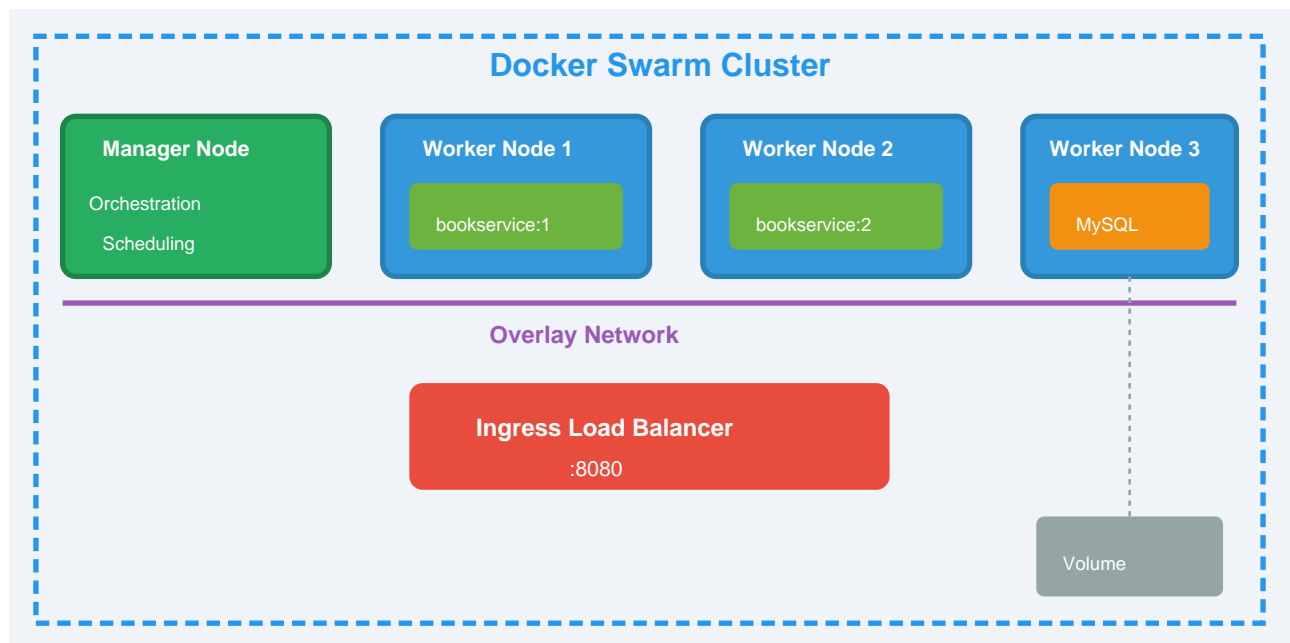 Docker Swarm Cluster
Manager Node
Orchestration
Scheduling
Worker Node 1
bookservice:1
Worker Node 2
bookservice:2
Worker Node 3
MySQL
Overlay Network
Ingress Load Balancer
:8080
Volume